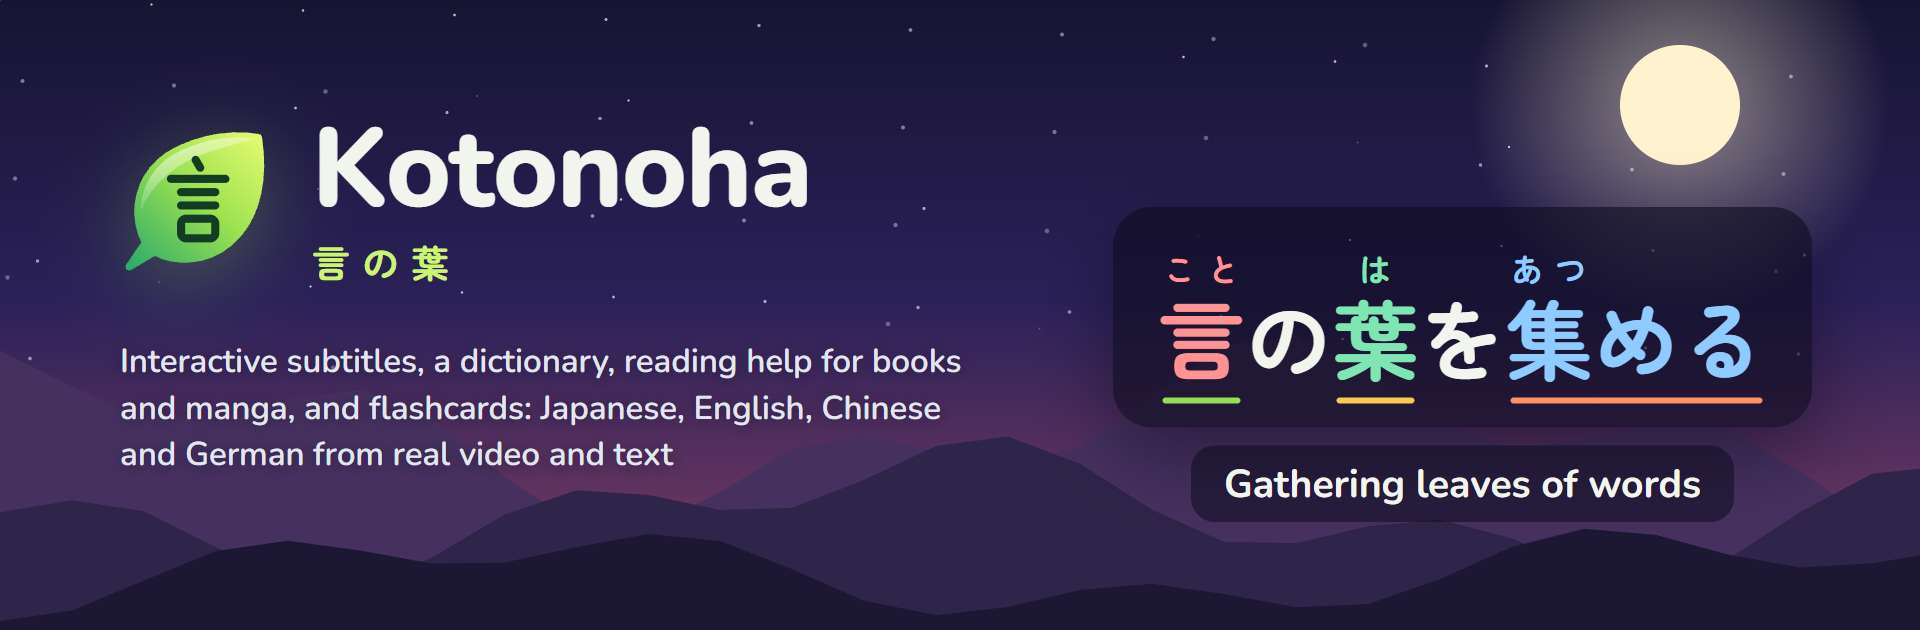 言
Kotonoha
言の葉
Interactive subtitles, a dictionary, reading help for books
and manga, and flashcards: Japanese, English, Chinese
and German from real video and text
こと は あつ
言の葉を集める
Gathering leaves of words